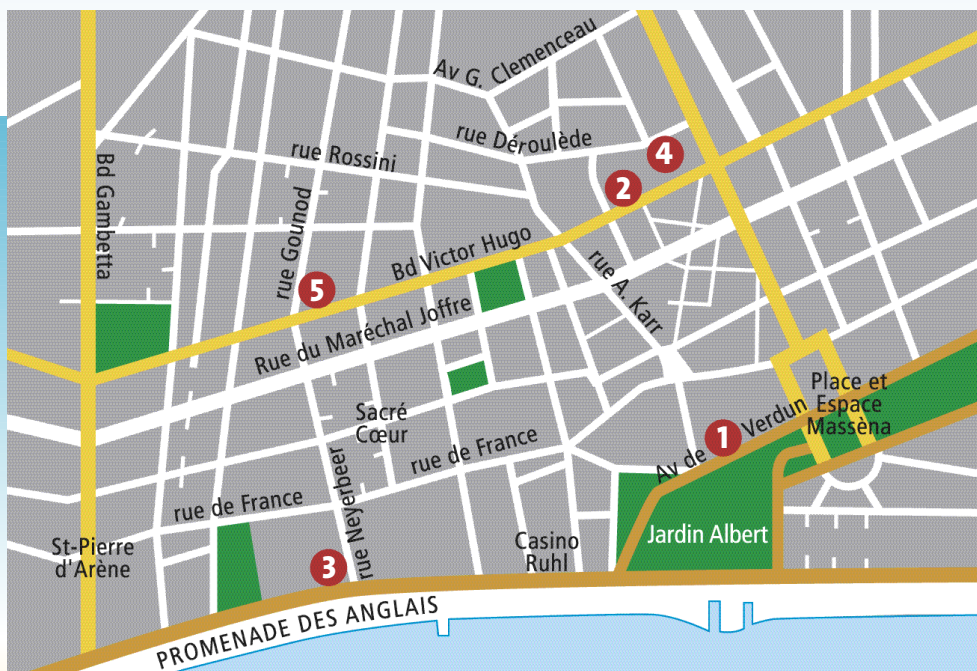 Av G. Clemenceau
rue Déroulède
rue Rossini
4
Bd Gambetta
2
rue Gounod
Bd Victor Hugo
rue A. Karr
5
Rue du Maréchal Joffre
Place et
Espace
Massèna
Sacré
Cœur
1
Av de Verdun
rue de France
rue Neyerbeer
rue de France
Jardin Albert
St-Pierre
d'Arène
Casino
Ruhl
3
PROMENADE DES ANGLAIS